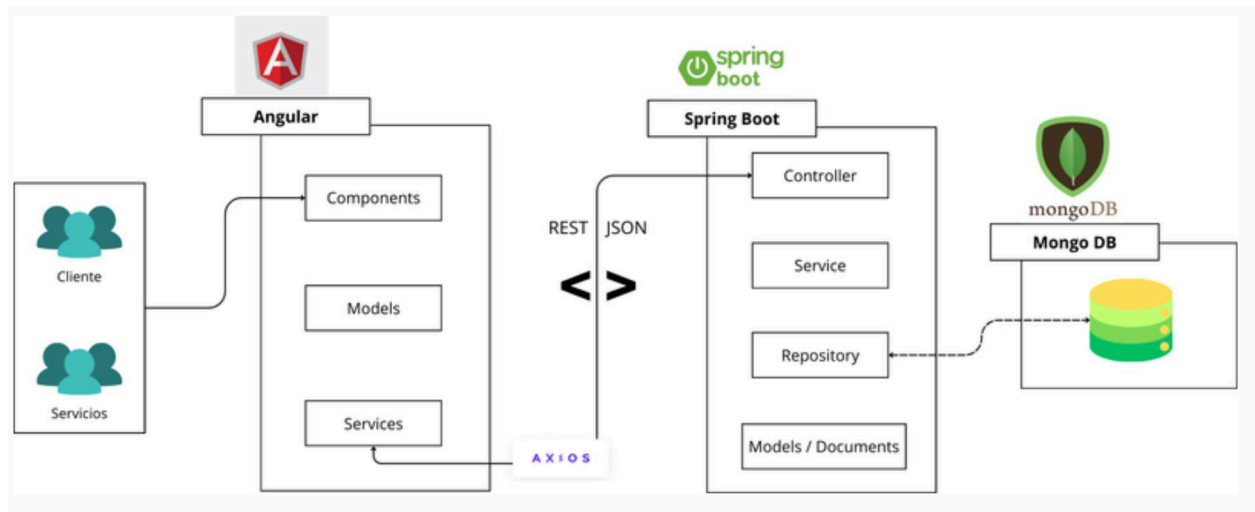 Angular
Components
Models
Services
Cliente
Servicios
REST
JSON
< >
AXIOS
spring
boot
Spring Boot
Controller
Service
Repository
Models / Documents
mongoDB
Mongo DB